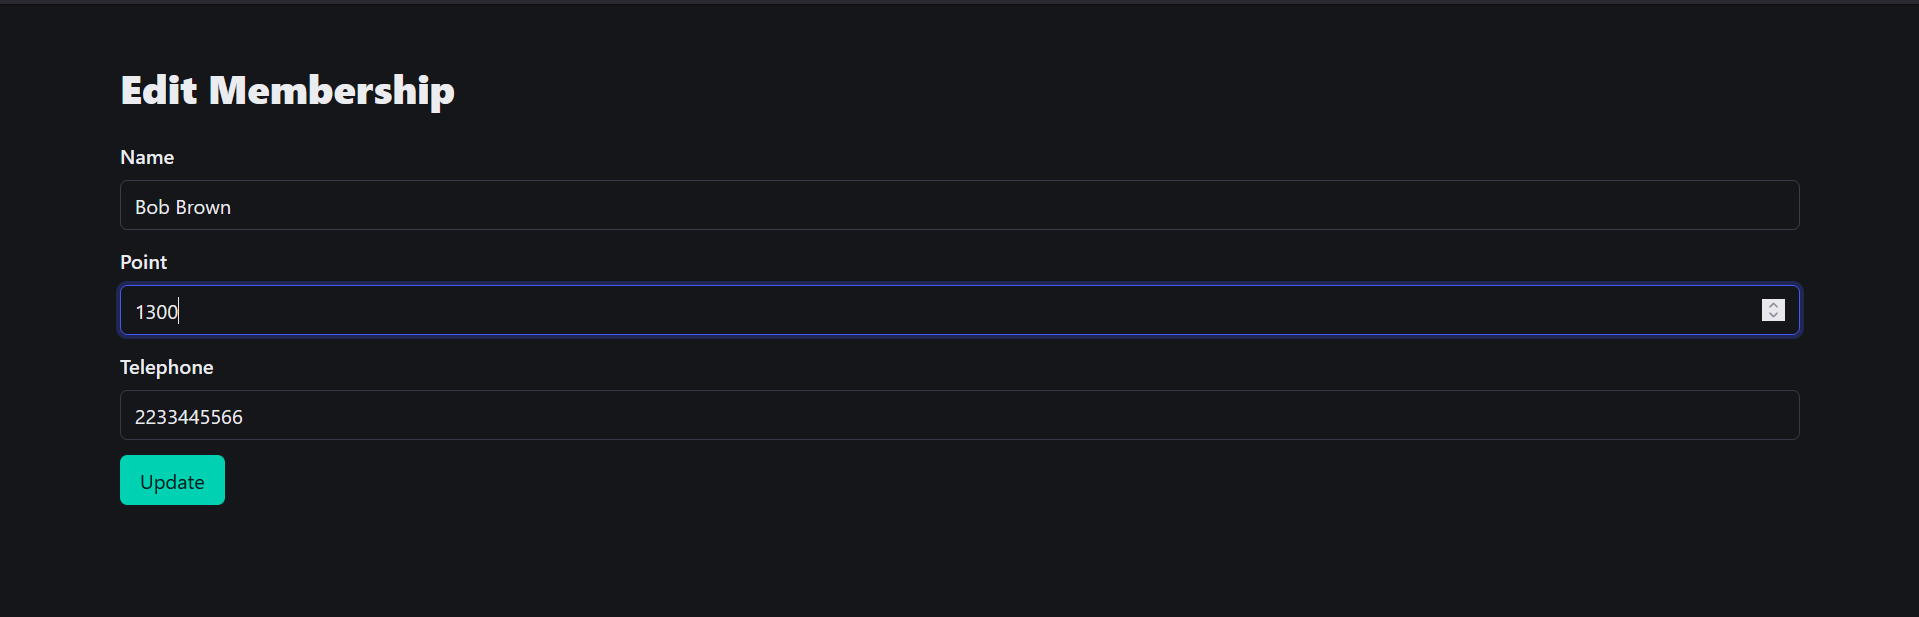 Edit Membership
Name
Bob Brown
Point
1300
Telephone
2233445566
Update